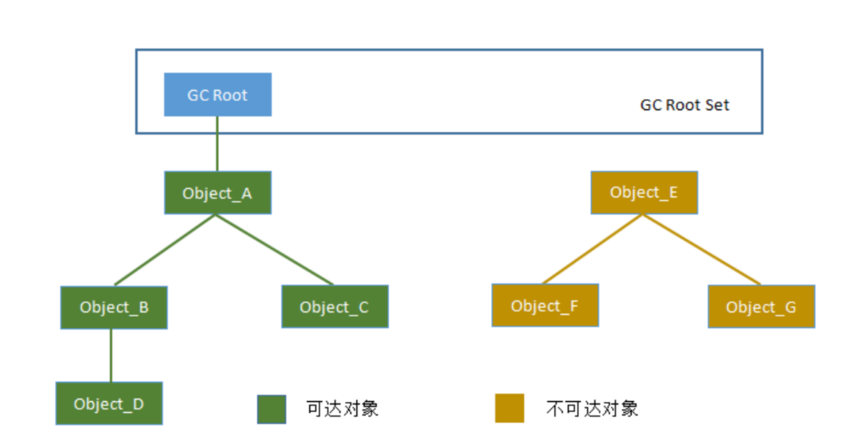 GC Root
GC Root Set
Object_A
Object_E
Object_B
Object_C
Object_F
Object_G
Object_D
可达对象
不可达对象